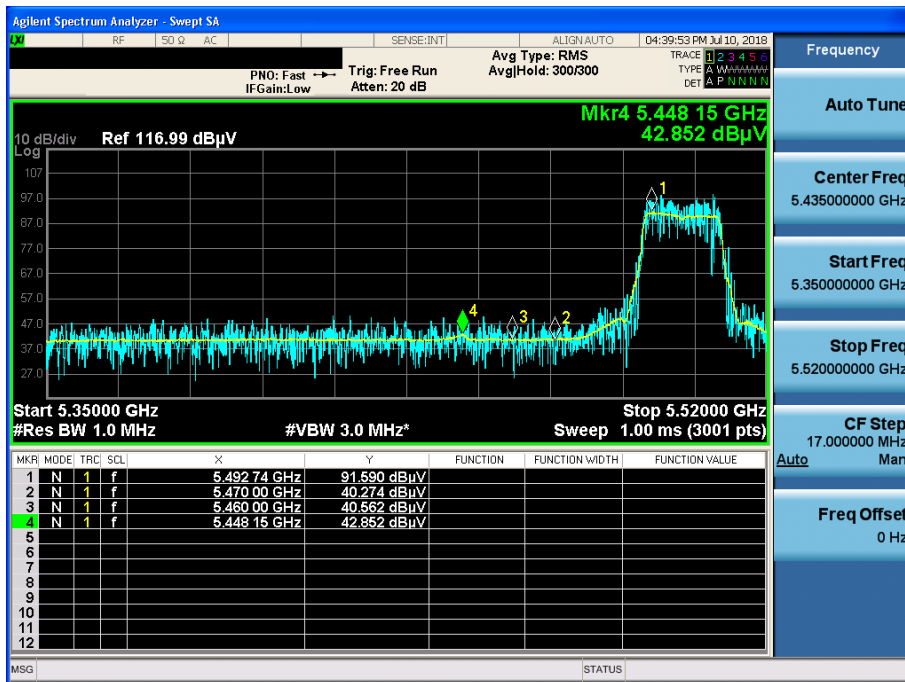 Agilent Spectrum Analyzer - Swept SA
LXI RF 50 Ω AC SENSE:INT ALIGN AUTO 04:39:53 PM Jul 10, 2018
PNO: Fast Trig: Free Run Avg Type: RMS TRACE 1 2 3 4 5 6
IFGain:Low Atten: 20 dB Avg|Hold: 300/300 TYPE A WWWWWW
DET A P N N N N
Mkr4 5.448 15 GHz
42.852 dBµV
10 dB/div Ref 116.99 dBµV
Log
107
97.0
87.0
77.0
67.0
57.0
47.0
37.0
27.0
1
4
3
2
Start 5.35000 GHz Stop 5.52000 GHz
#Res BW 1.0 MHz #VBW 3.0 MHz* Sweep 1.00 ms (3001 pts)
MKR MODE TRC SCL X Y FUNCTION FUNCTION WIDTH FUNCTION VALUE
1 N 1 f 5.492 74 GHz 91.590 dBµV
2 N 1 f 5.470 00 GHz 40.274 dBµV
3 N 1 f 5.460 00 GHz 40.562 dBµV
4 N 1 f 5.448 15 GHz 42.852 dBµV
5
6
7
8
9
10
11
12
MSG STATUS
Frequency
Auto Tune
Center Freq
5.435000000 GHz
Start Freq
5.350000000 GHz
Stop Freq
5.520000000 GHz
CF Step
17.000000 MHz
Auto Man
Freq Offset
0 Hz